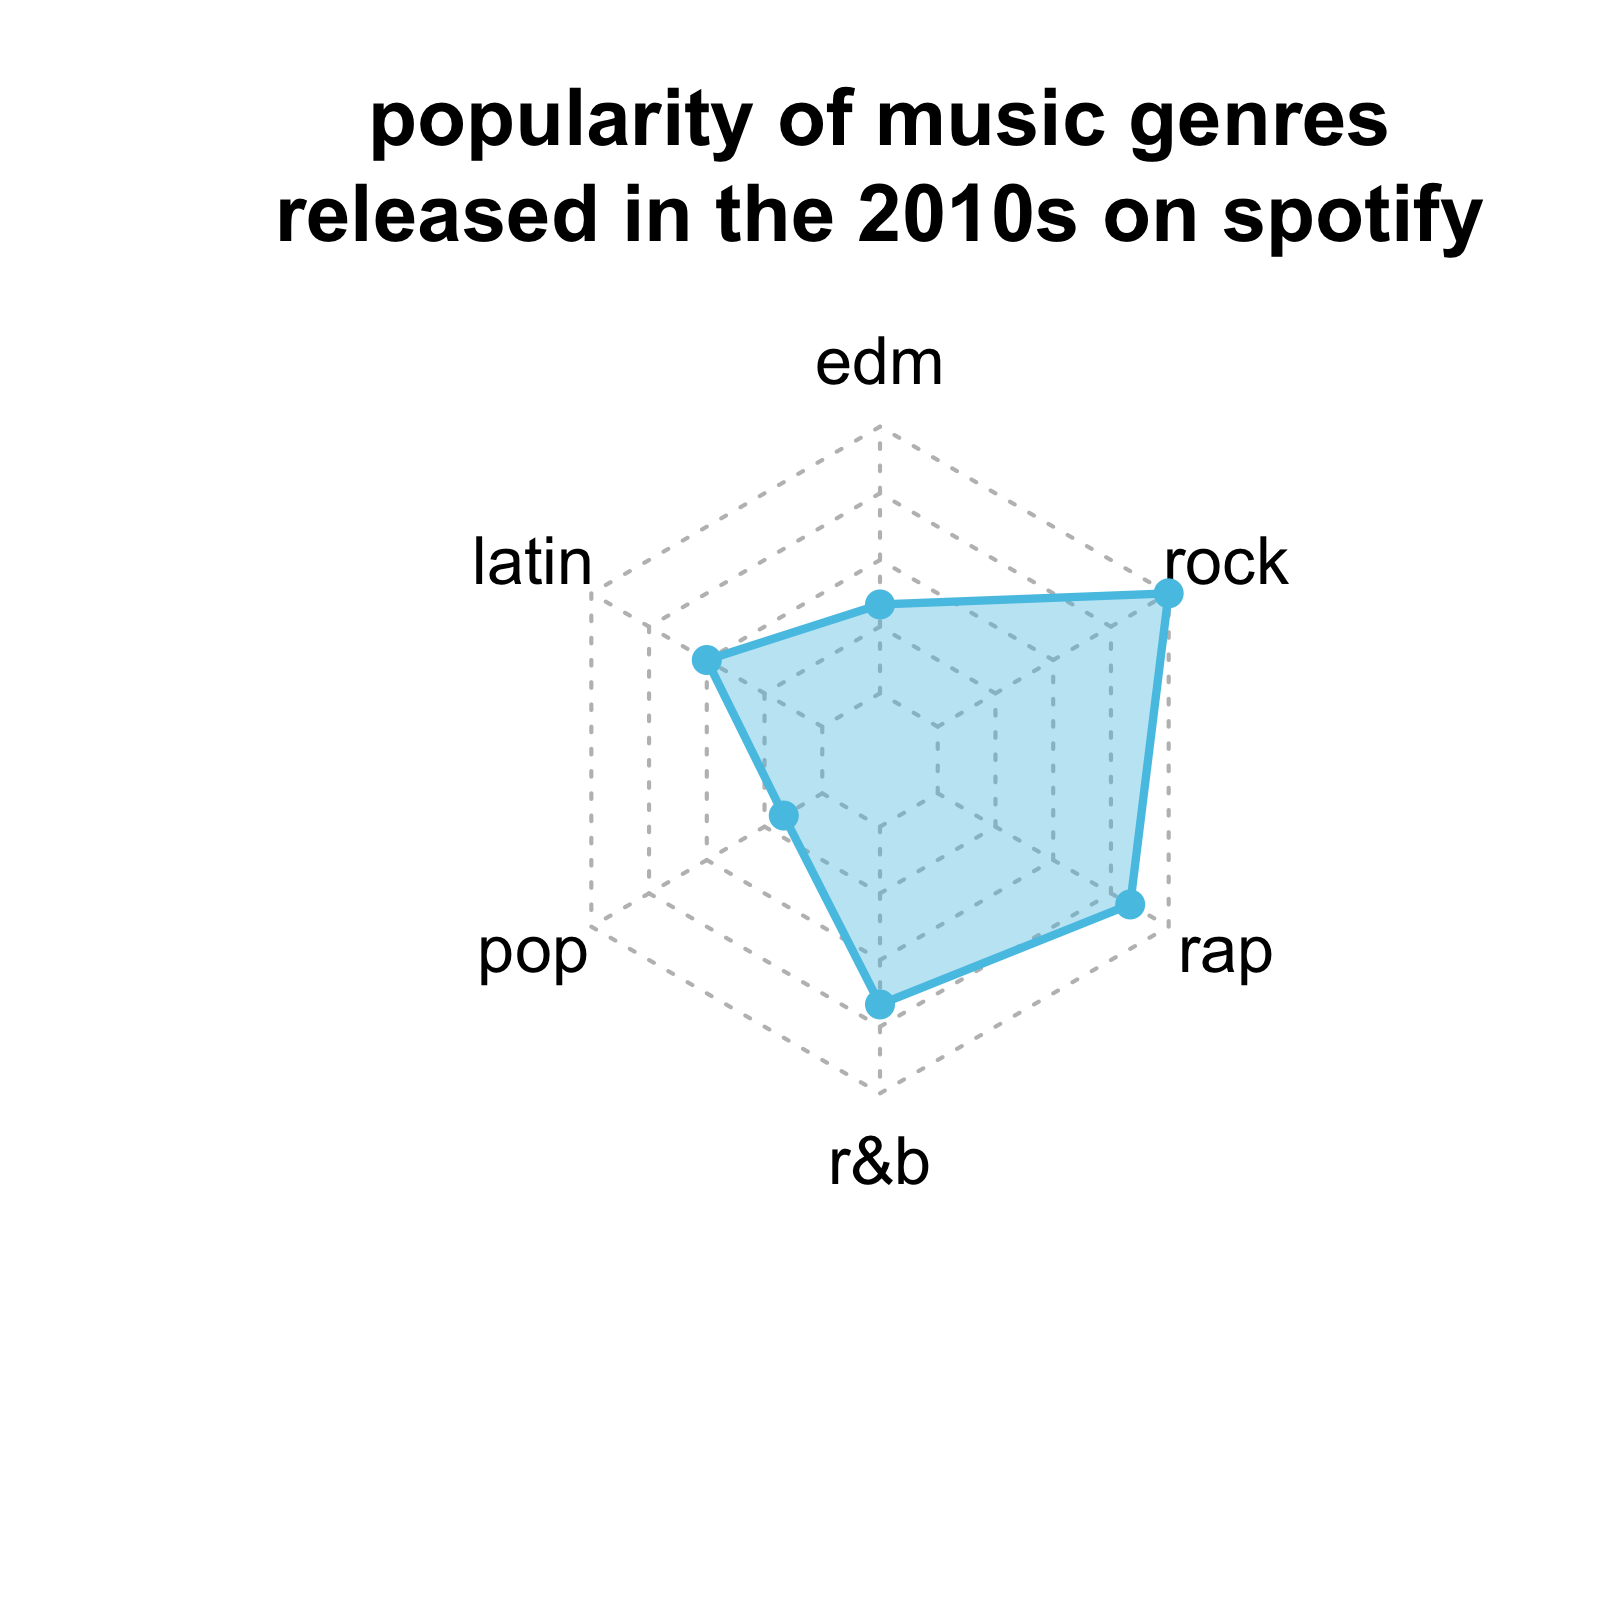 popularity of music genres
released in the 2010s on spotify
edm
latin
rock
pop
rap
r&b